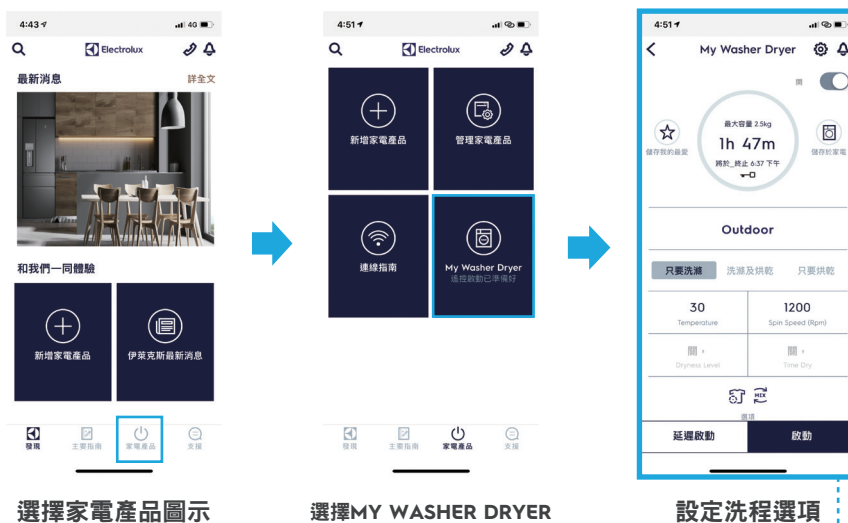 4:43
4G
Electrolux
最新消息
詳全文
和我們一同體驗
新增家電產品
伊萊克斯最新消息
發現
主要指南
家電產品
支援
選擇家電產品圖示
4:51
Electrolux
新增家電產品
管理家電產品
連線指南
My Washer Dryer
遙控啟動已準備好
發現
主要指南
家電產品
支援
選擇MY WASHER DRYER
4:51
My Washer Dryer
開
儲存我的最愛
最大容量 2.5kg
1h 47m
將於_終止 6:37 下午
儲存於家電
Outdoor
只要洗滌
洗滌及烘乾
只要烘乾
30
Temperature
1200
Spin Speed (Rpm)
關 ›
Dryness Level
關 ›
Time Dry
MIX
選項
延遲啟動
啟動
設定洗程選項